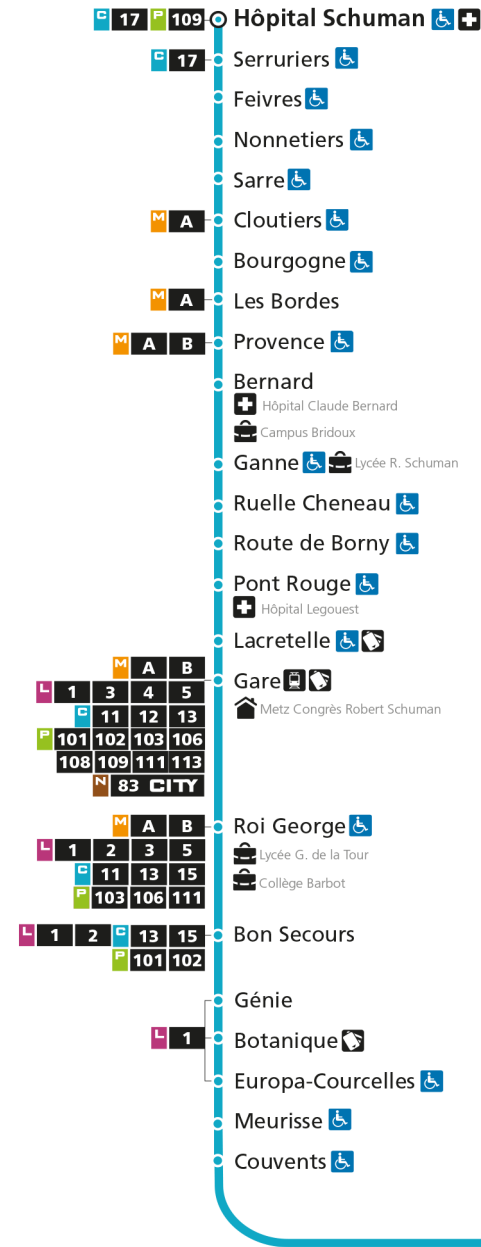 C 17 P 109 Hôpital Schuman
C 17 Serruriers
Feivres
Nonnetiers
Sarre
M A Cloutiers
Bourgogne
M A Les Bordes
M A B Provence
Bernard
Hôpital Claude Bernard
Campus Bridoux
Ganne Lycée R. Schuman
Ruelle Cheneau
Route de Borny
Pont Rouge
Hôpital Legouest
Lacretelle
M A B
Gare
L 1 3 4 5
Metz Congrès Robert Schuman
C 11 12 13
P 101 102 103 106
108 109 111 113
N 83 CITY
M A B Roi George
L 1 2 3 5 Lycée G. de la Tour
C 11 13 15 Collège Barbot
P 103 106 111
L 1 2 C 13 15 Bon Secours
P 101 102
Génie
L 1 Botanique
Europa-Courcelles
Meurisse
Couvents